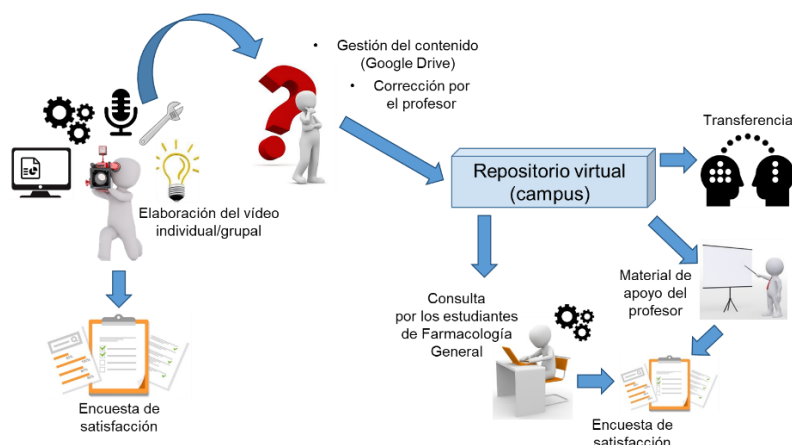 • Gestión del contenido
(Google Drive)
• Corrección por
el profesor
Transferencia
Repositorio virtual
(campus)
Elaboración del vídeo
individual/grupal
Material de
apoyo del
profesor
Consulta
por los estudiantes
de Farmacología
General
Encuesta de
satisfacción
Encuesta de
satisfacción